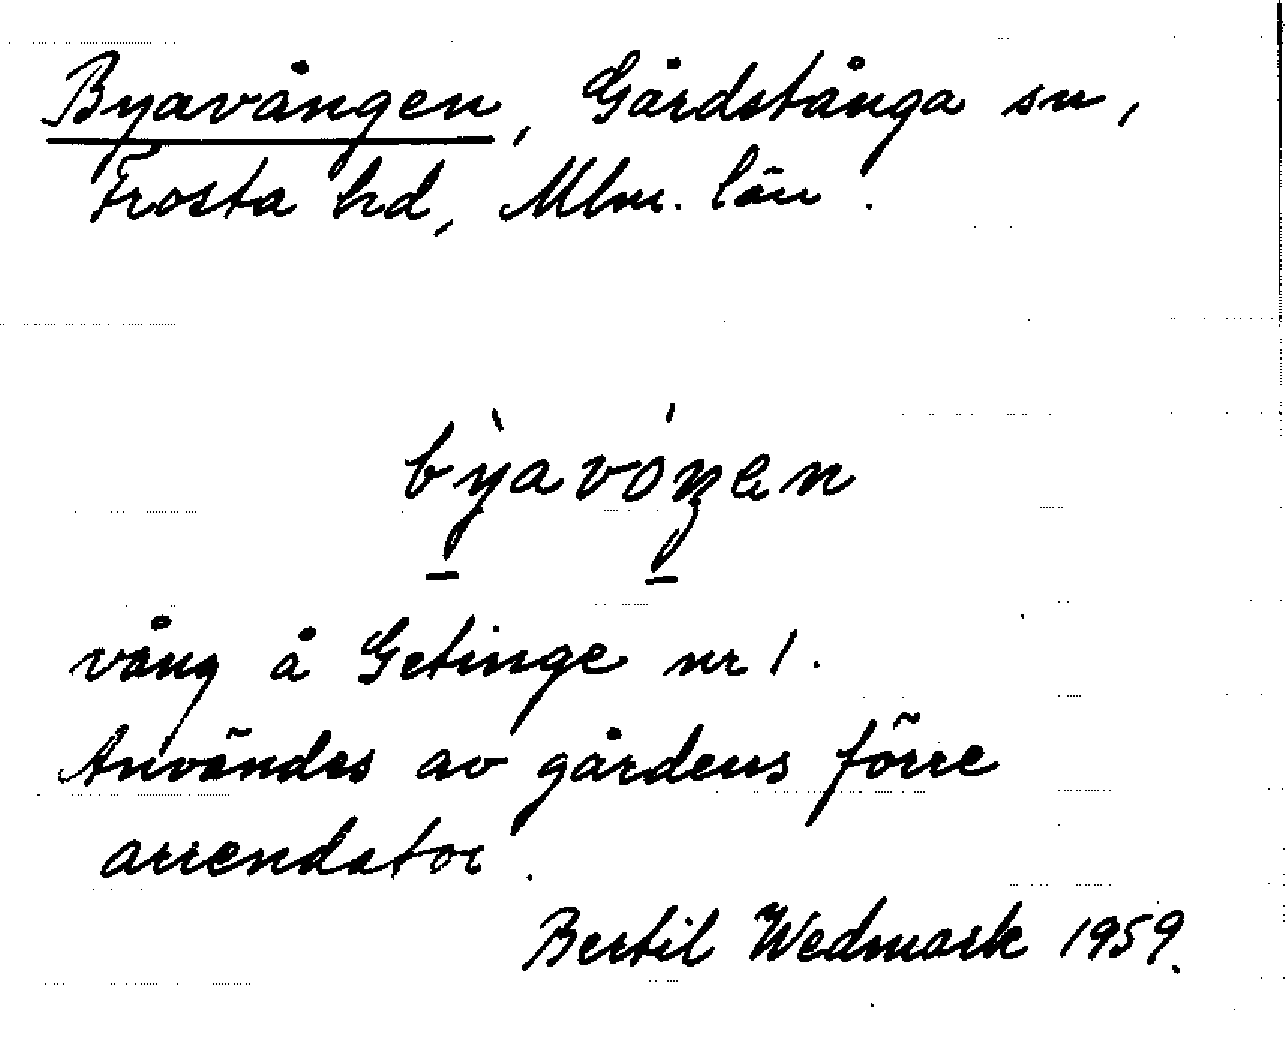 Byavången, Gårdstånga sn,
Frosta hd, Mlm. län.
bỳavóŋen
vång å Getinge nr 1.
Användes av gårdens förre
arrendator.
Bertil Wedmark 1959.